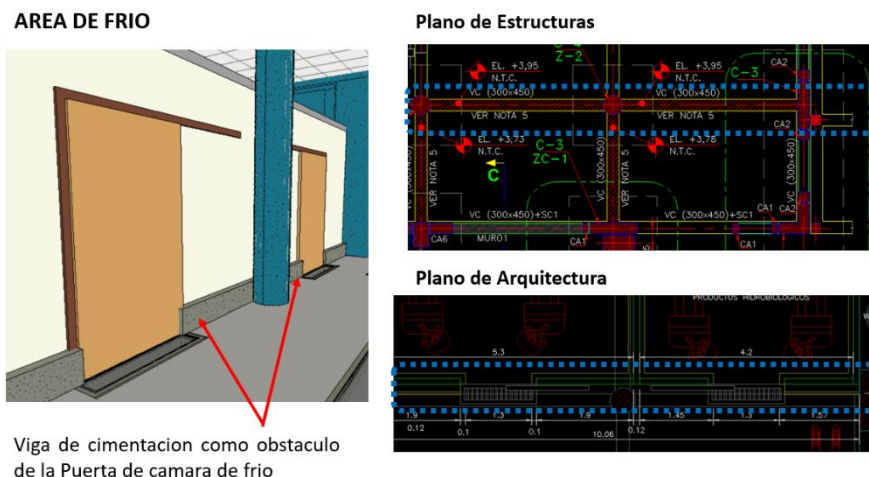 AREA DE FRIO
Viga de cimentacion como obstaculo
de la Puerta de camara de frio
Plano de Estructuras
Z-2
EL. +3,95
N.T.C.
EL. +3,95
N.T.C.
CA2
C-3
VC (300x450)
VC (300x450)
VER NOTA 5
VER NOTA 5
CA2
EL. +3,73
N.T.C.
C-3
ZC-1
EL. +3,78
N.T.C.
C
VC (300x450)
VER NOTA 5
VER NOTA 5
VC (300x450)
VC (300x450)+SC1
VC (300x450)+SC1
CA1
CA2
CA6
MURO1
CA1
CA1
Plano de Arquitectura
PRODUCTOS HIDROBIOLOGICOS
5.3
4.2
1.9
1.3
1.9
1.45
1.3
1.57
0.12
0.1
0.1
0.12
10.06